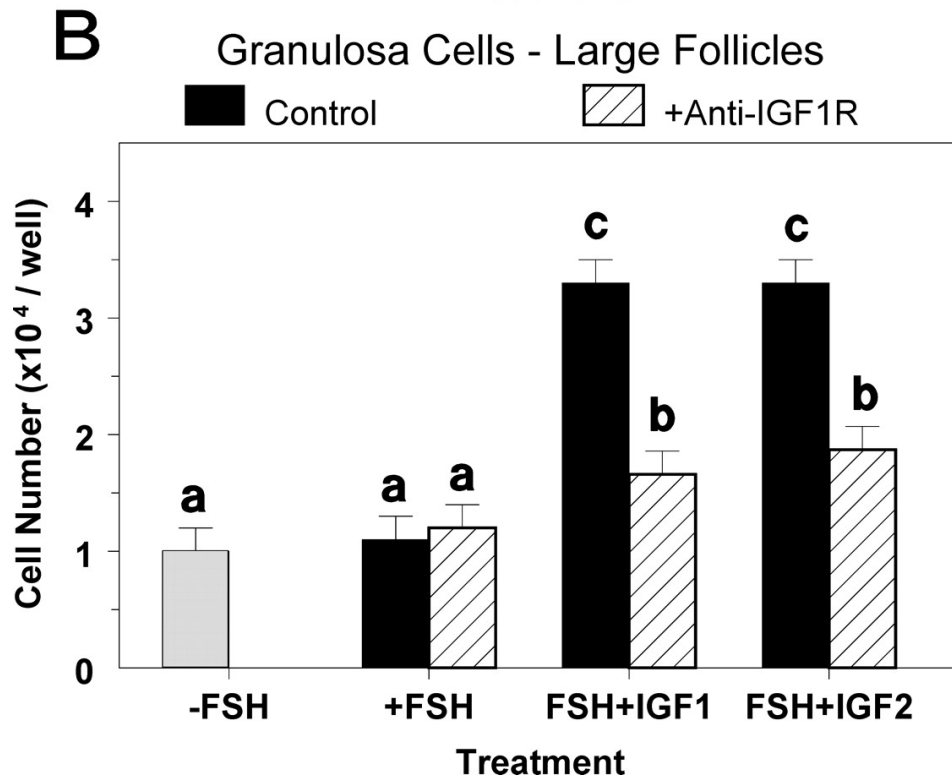 B
Granulosa Cells - Large Follicles
Control
+Anti-IGF1R
Cell Number (x10⁴ / well)
4
3
2
1
0
a
a
a
c
b
c
b
-FSH
+FSH
FSH+IGF1
FSH+IGF2
Treatment